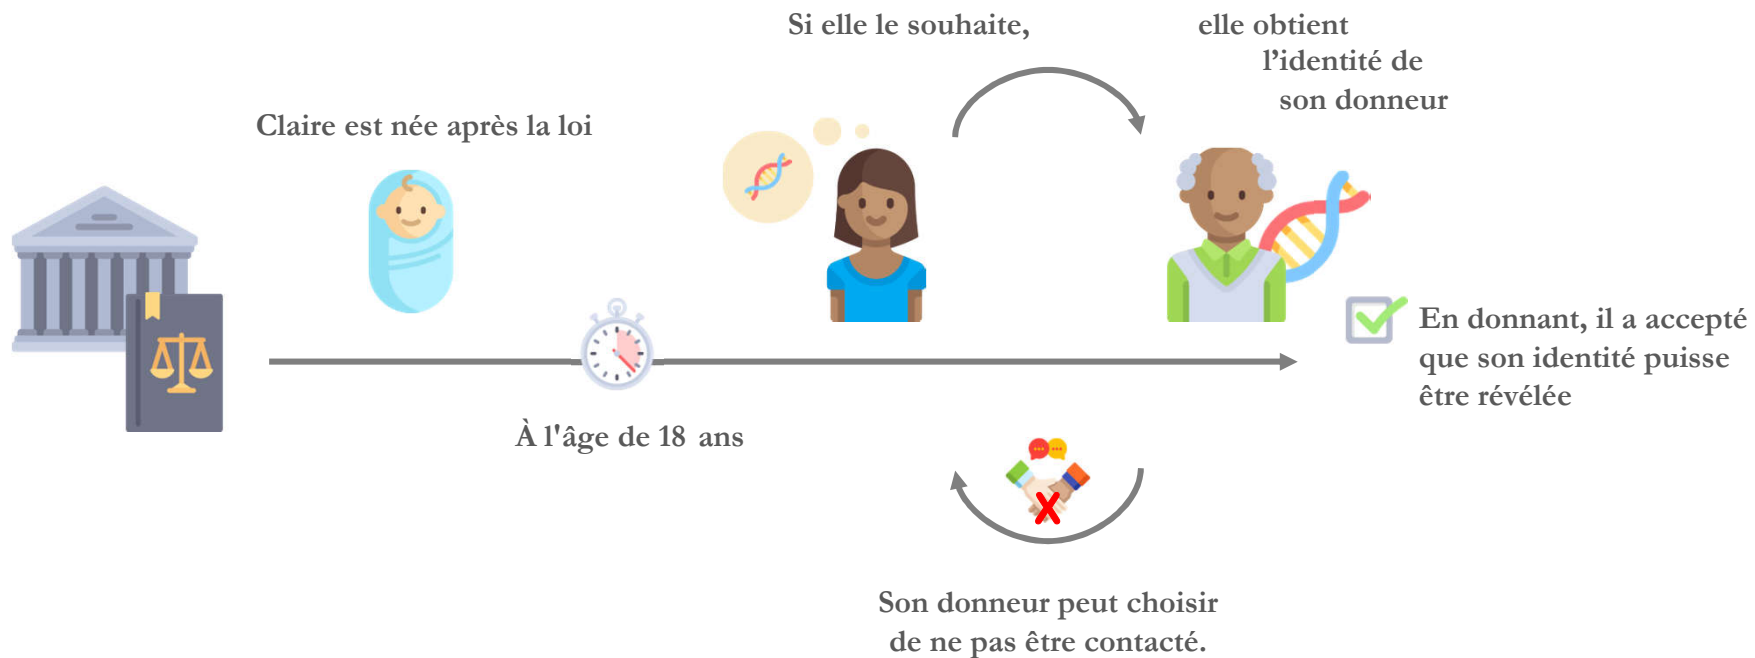 Si elle le souhaite,
elle obtient
l’identité de
son donneur
Claire est née après la loi
En donnant, il a accepté
que son identité puisse
être révélée
À l'âge de 18 ans
Son donneur peut choisir
de ne pas être contacté.